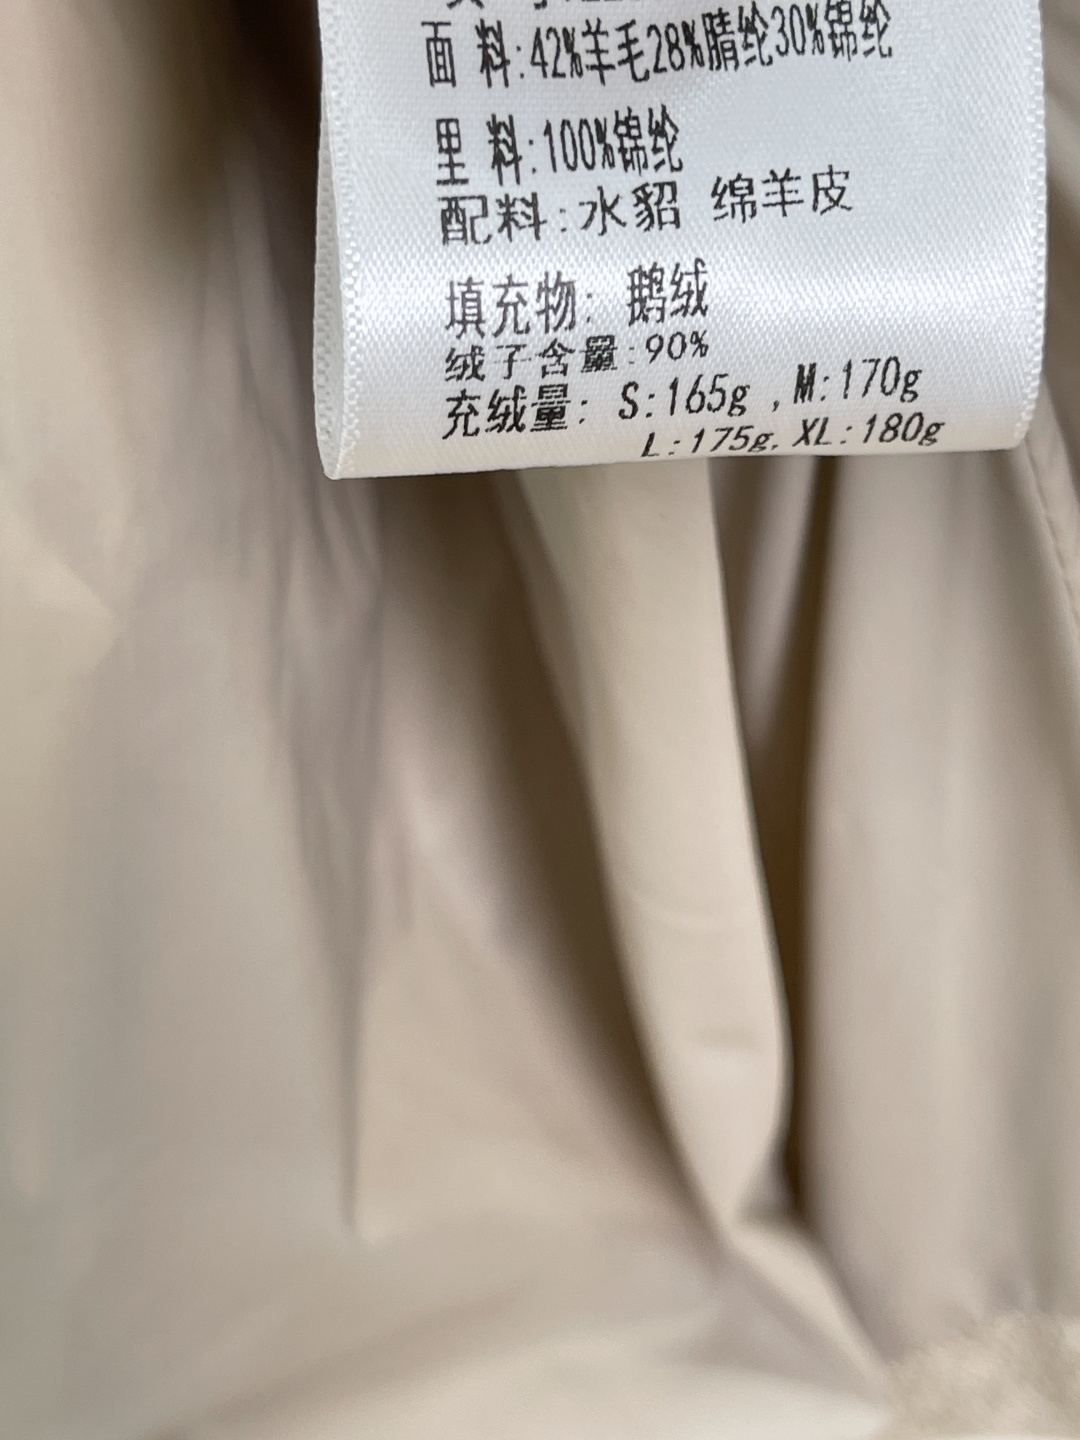 面 料:42%羊毛28%腈纶30%锦纶
里 料:100%锦纶
配料:水貂 绵羊皮
填充物: 鹅绒
绒子含量:90%
充绒量: S:165g ,M:170g
L:175g, XL:180g